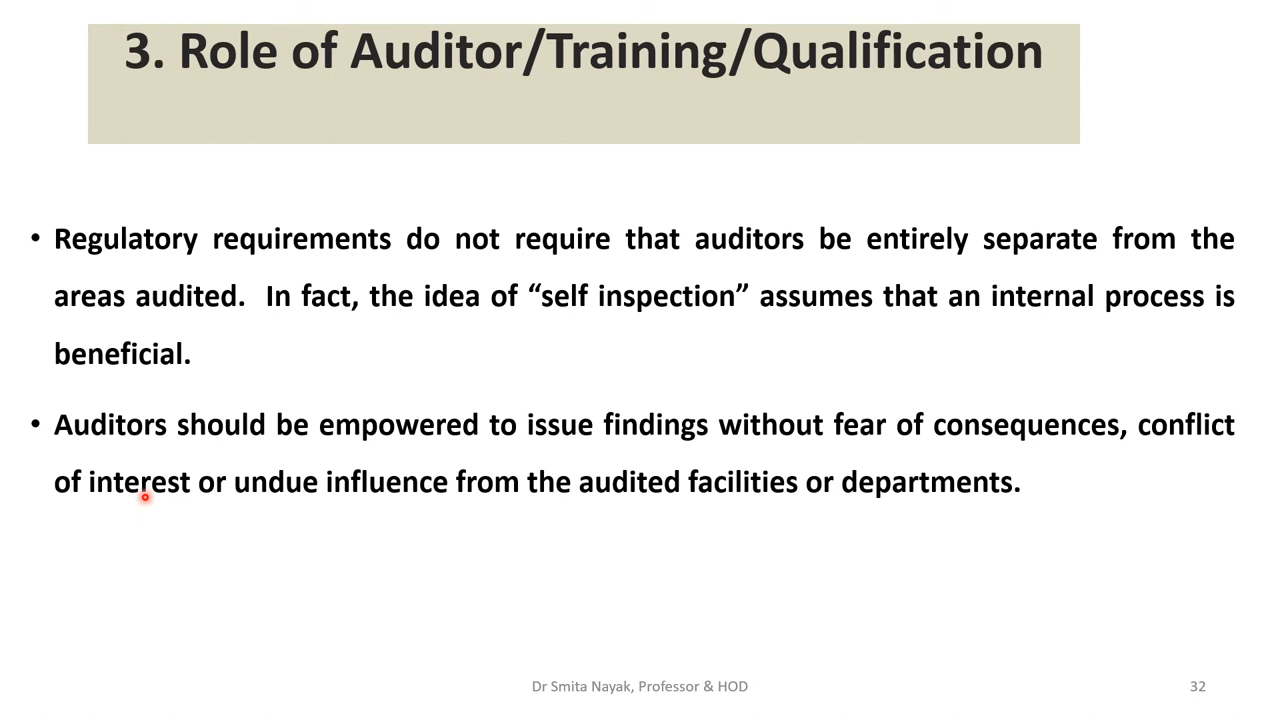 3. Role of Auditor/Training/Qualification
• Regulatory requirements do not require that auditors be entirely separate from the
areas audited. In fact, the idea of “self inspection” assumes that an internal process is
beneficial.
• Auditors should be empowered to issue findings without fear of consequences, conflict
of interest or undue influence from the audited facilities or departments.
Dr Smita Nayak, Professor & HOD
32